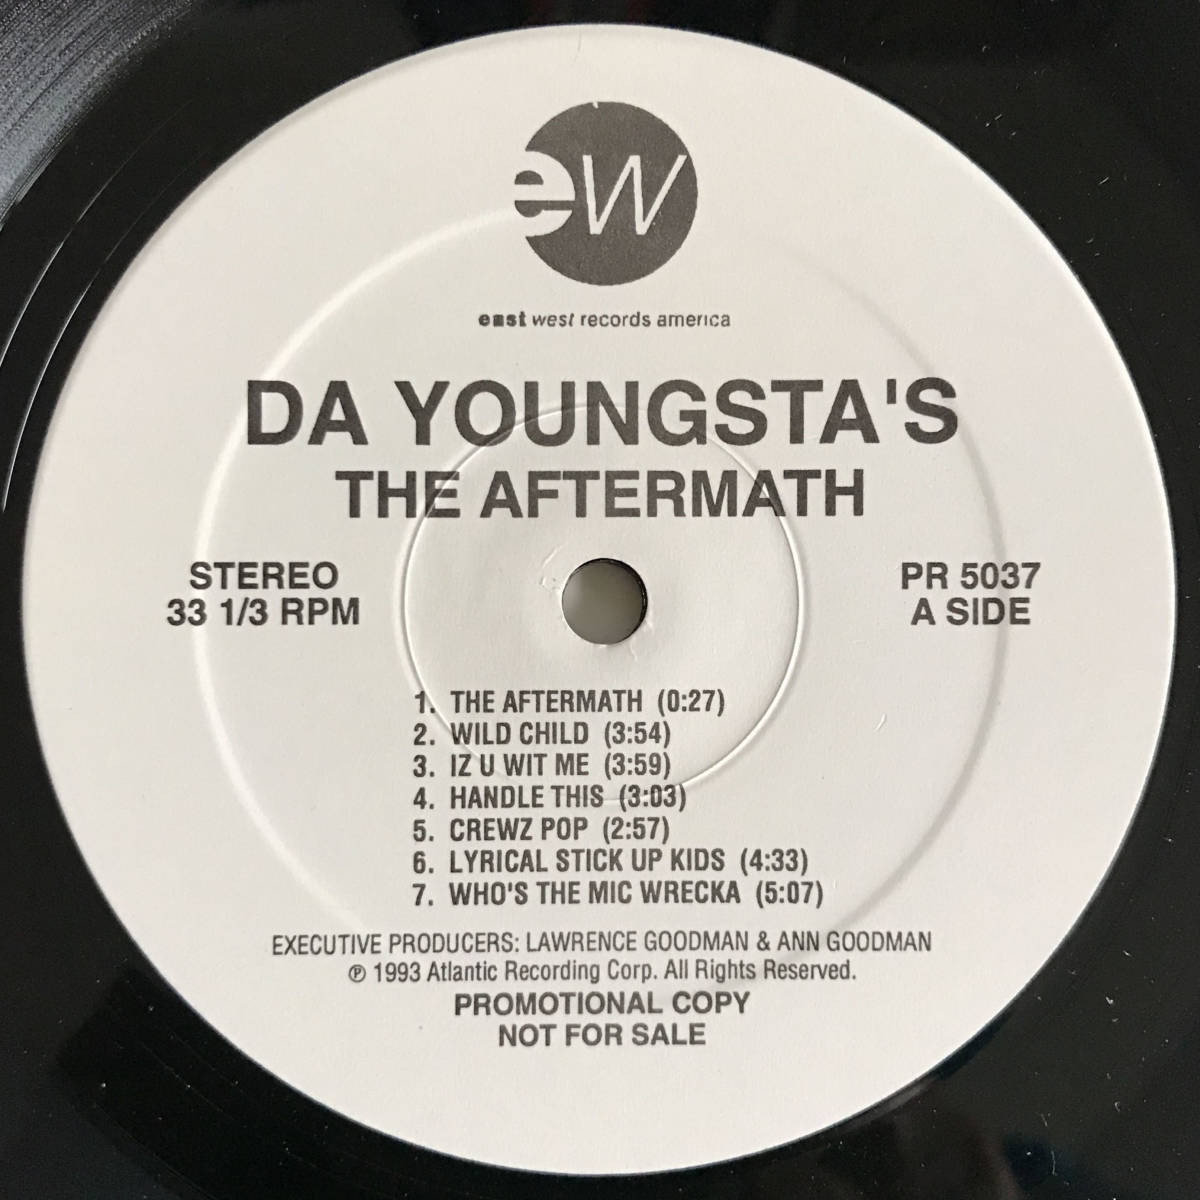 ew
east west records america
DA YOUNGSTA'S
THE AFTERMATH
STEREO
33 1/3 RPM
PR 5037
A SIDE
1. THE AFTERMATH (0:27)
2. WILD CHILD (3:54)
3. IZ U WIT ME (3:59)
4. HANDLE THIS (3:03)
5. CREWZ POP (2:57)
6. LYRICAL STICK UP KIDS (4:33)
7. WHO'S THE MIC WRECKA (5:07)
EXECUTIVE PRODUCERS: LAWRENCE GOODMAN & ANN GOODMAN
℗ 1993 Atlantic Recording Corp. All Rights Reserved.
PROMOTIONAL COPY
NOT FOR SALE